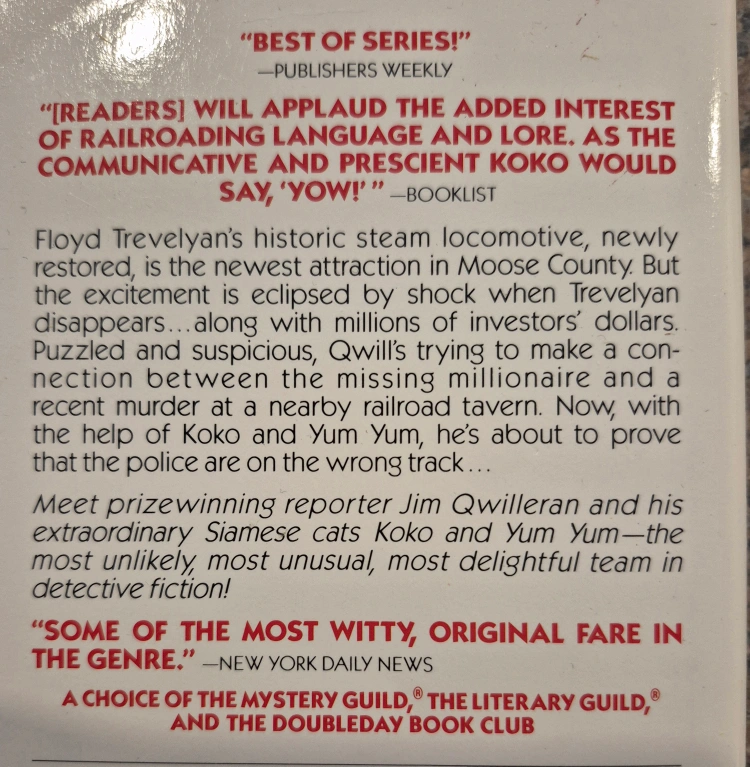 “BEST OF SERIES!”
—PUBLISHERS WEEKLY
“[READERS] WILL APPLAUD THE ADDED INTEREST
OF RAILROADING LANGUAGE AND LORE. AS THE
COMMUNICATIVE AND PRESCIENT KOKO WOULD
SAY, ‘YOW!’ ” —BOOKLIST
Floyd Trevelyan’s historic steam locomotive, newly
restored, is the newest attraction in Moose County. But
the excitement is eclipsed by shock when Trevelyan
disappears...along with millions of investors’ dollars.
Puzzled and suspicious, Qwill’s trying to make a con-
nection between the missing millionaire and a
recent murder at a nearby railroad tavern. Now, with
the help of Koko and Yum Yum, he’s about to prove
that the police are on the wrong track...
Meet prizewinning reporter Jim Qwilleran and his
extraordinary Siamese cats Koko and Yum Yum—the
most unlikely, most unusual, most delightful team in
detective fiction!
“SOME OF THE MOST WITTY, ORIGINAL FARE IN
THE GENRE.” —NEW YORK DAILY NEWS
A CHOICE OF THE MYSTERY GUILD,® THE LITERARY GUILD,®
AND THE DOUBLEDAY BOOK CLUB